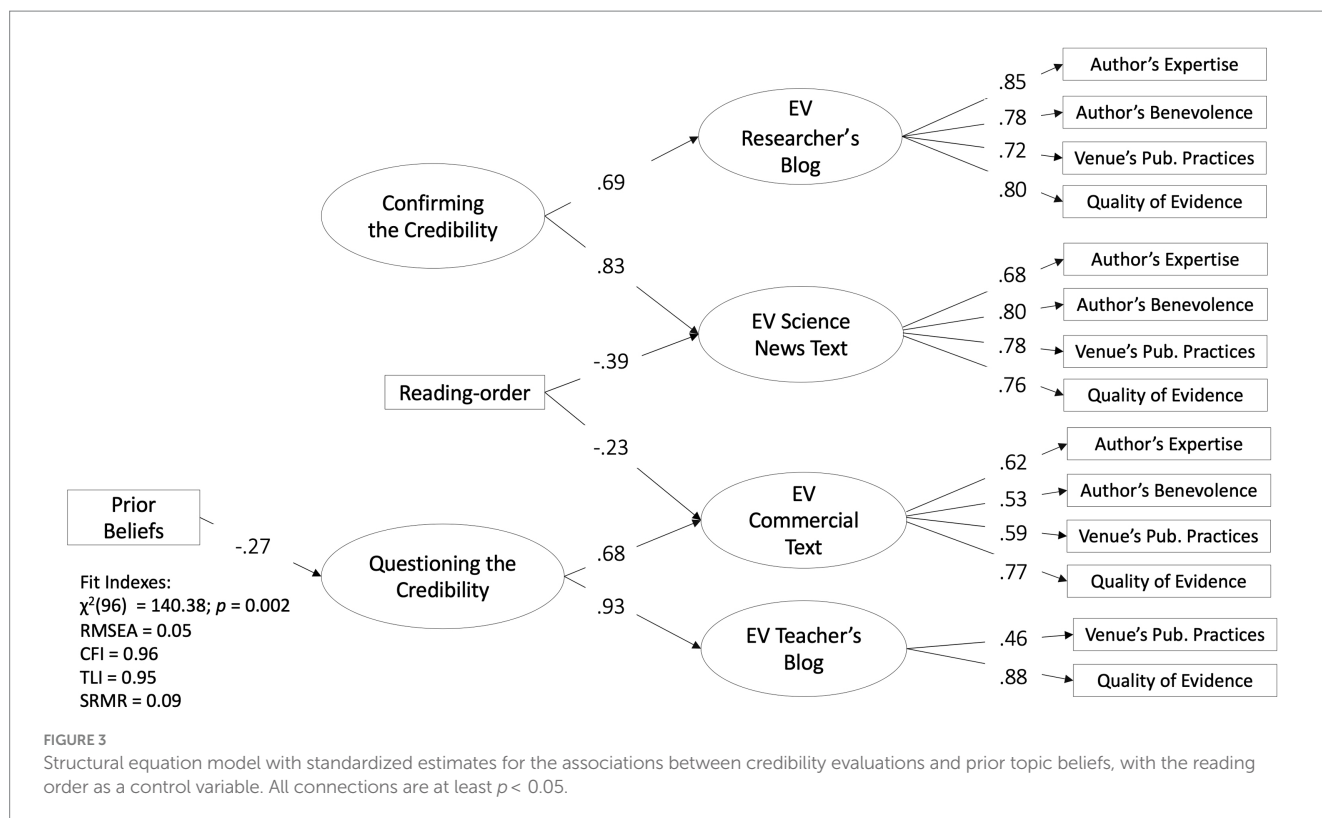 EV
Researcher's
Blog
.85
Author's Expertise
.78
Author's Benevolence
.72
Venue's Pub. Practices
.80
Quality of Evidence
Confirming
the Credibility
.69
.83
EV Science
News Text
.68
Author's Expertise
.80
Author's Benevolence
.78
Venue's Pub. Practices
.76
Quality of Evidence
Reading-order
-.39
-.23
EV
Commercial
Text
.62
Author's Expertise
.53
Author's Benevolence
.59
Venue's Pub. Practices
.77
Quality of Evidence
Prior
Beliefs
-.27
Questioning the
Credibility
.68
.93
EV Teacher's
Blog
.46
Venue's Pub. Practices
.88
Quality of Evidence
Fit Indexes:
χ²(96) = 140.38; p = 0.002
RMSEA = 0.05
CFI = 0.96
TLI = 0.95
SRMR = 0.09
FIGURE 3
Structural equation model with standardized estimates for the associations between credibility evaluations and prior topic beliefs, with the reading
order as a control variable. All connections are at least p < 0.05.